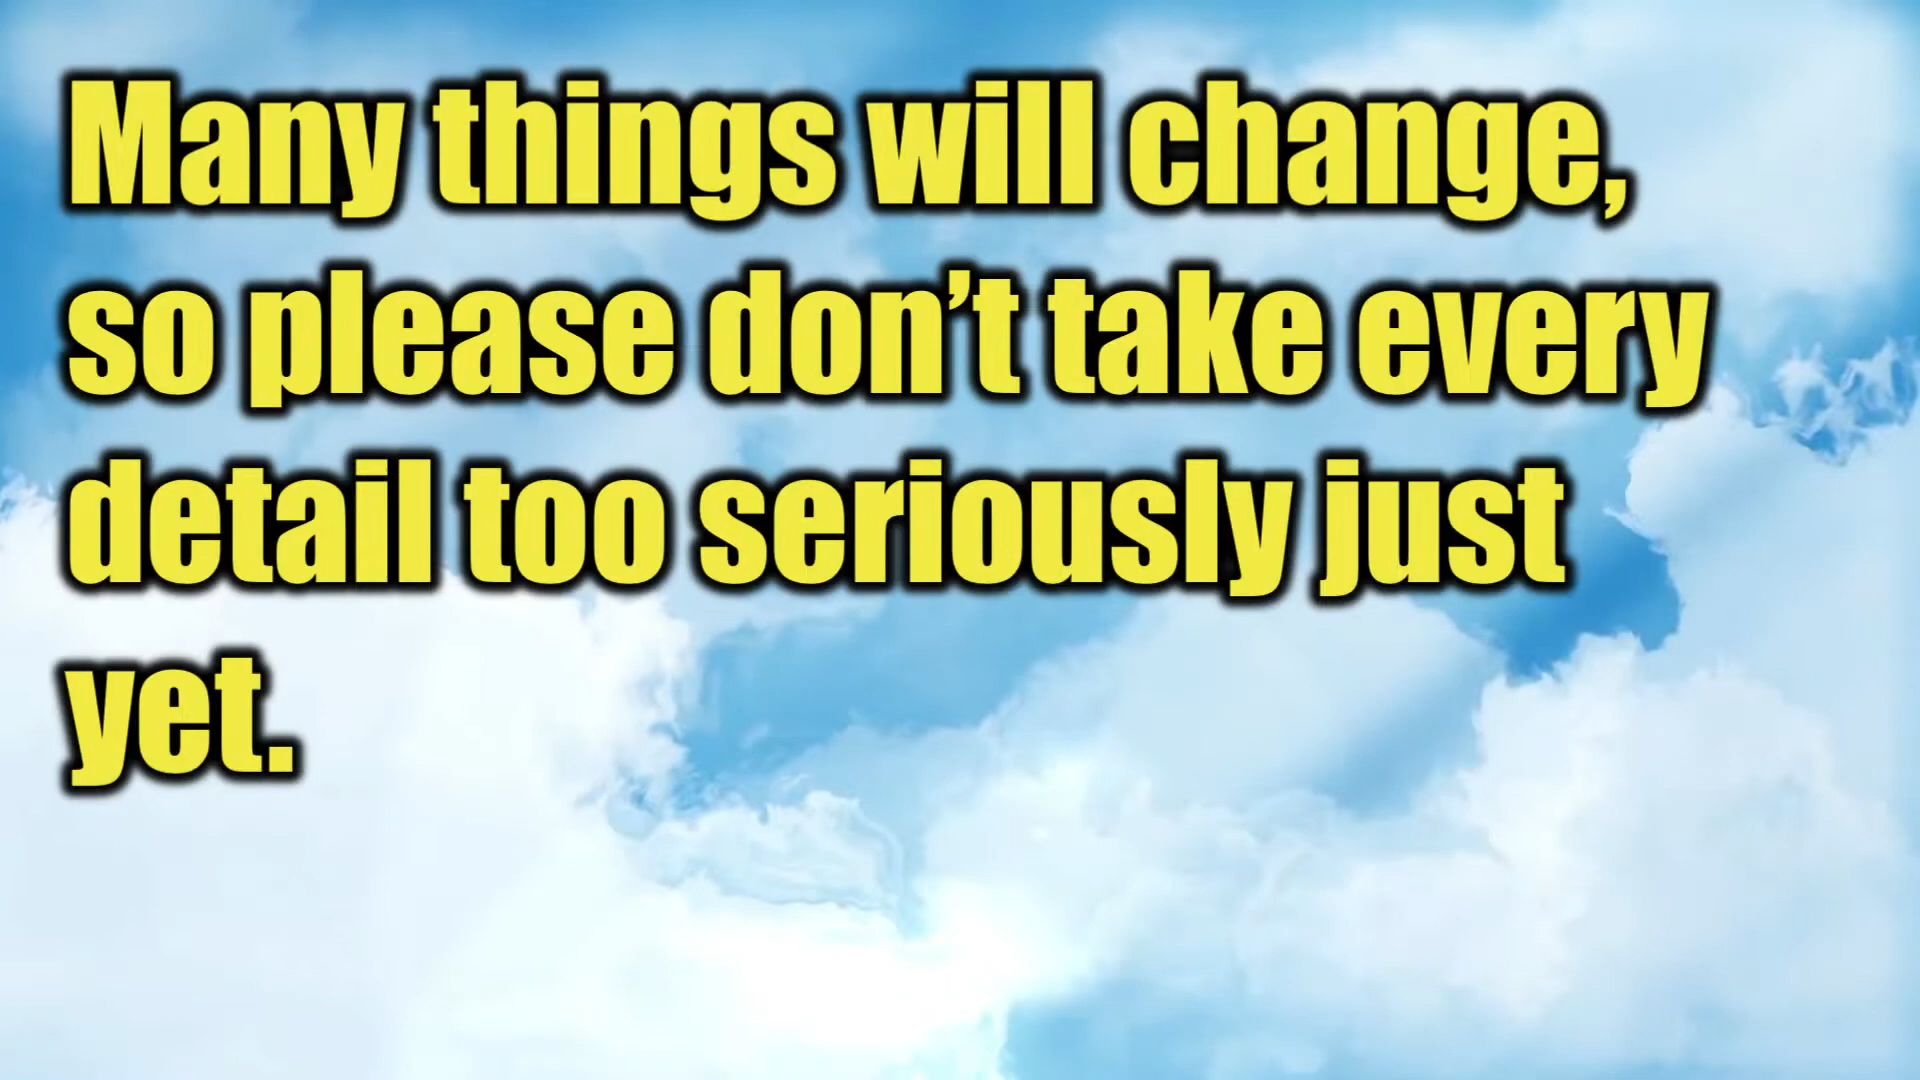 Many things will change,
so please don’t take every
detail too seriously just
yet.